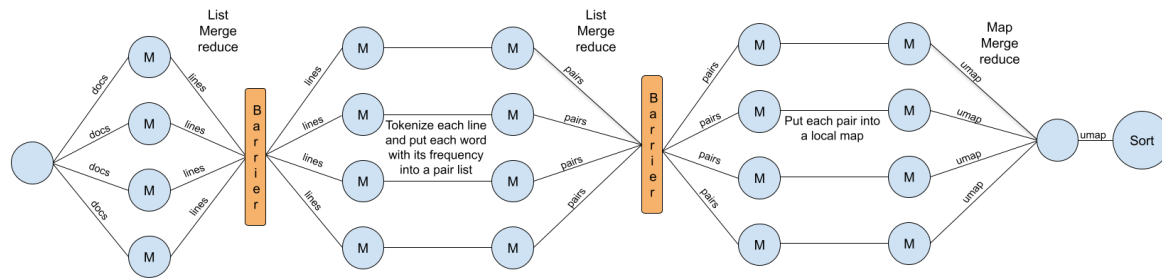 List
Merge
reduce
List
Merge
reduce
Map
Merge
reduce
M
M
M
M
docs
docs
docs
docs
lines
lines
lines
lines
Barrier
lines
lines
lines
lines
M
M
M
M
Tokenize each line
and put each word
with its frequency
into a pair list
M
M
M
M
pairs
pairs
pairs
pairs
Barrier
pairs
pairs
pairs
pairs
M
M
M
M
Put each pair into
a local map
M
M
M
M
umap
umap
umap
umap
umap
Sort